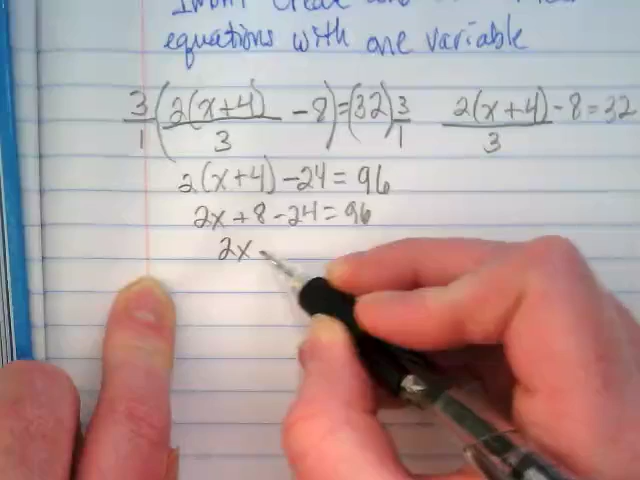 equations with one variable
3/1 (2(x+4)/3 - 8) = (32) 3/1    2(x+4)/3 - 8 = 32
2(x+4) - 24 = 96
2x + 8 - 24 = 96
2x